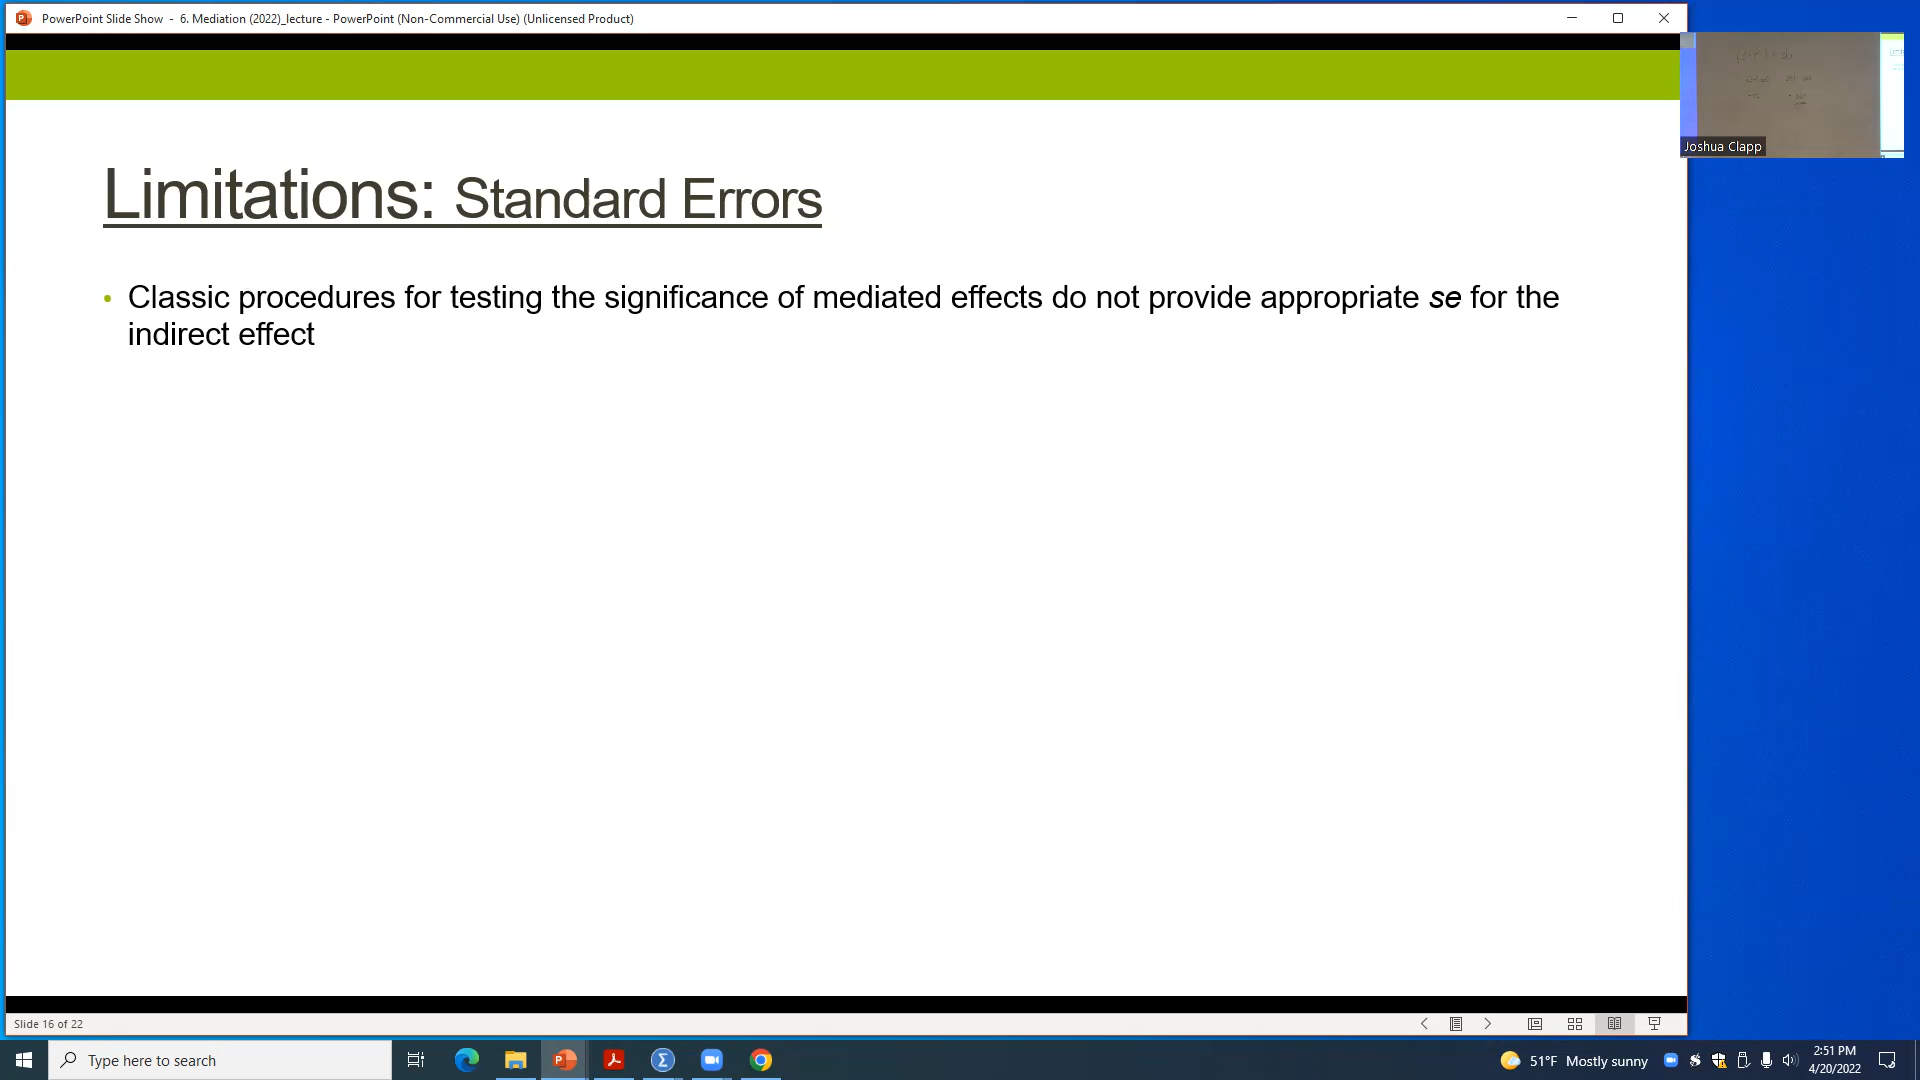 PowerPoint Slide Show - 6. Mediation (2022)_lecture - PowerPoint (Non-Commercial Use) (Unlicensed Product)
Joshua Clapp
Limitations: Standard Errors
• Classic procedures for testing the significance of mediated effects do not provide appropriate se for the
indirect effect
Slide 16 of 22
Type here to search
51°F Mostly sunny
2:51 PM
4/20/2022